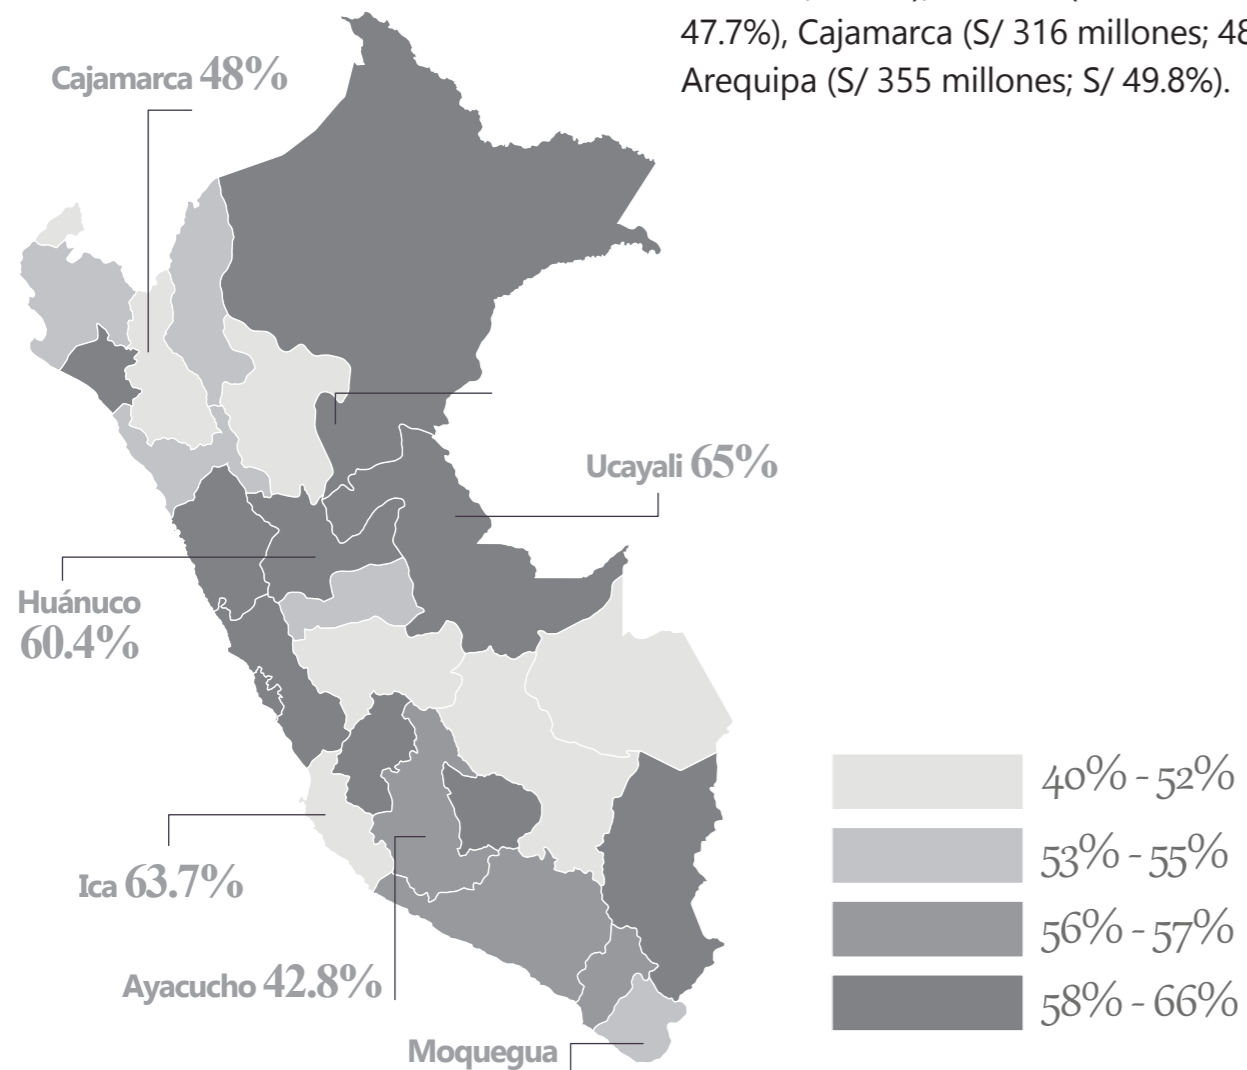 47.7%), Cajamarca (S/ 316 millones; 48
Arequipa (S/ 355 millones; S/ 49.8%).
Cajamarca 48%
Ucayali 65%
Huánuco
60.4%
Ica 63.7%
Ayacucho 42.8%
Moquegua
40% - 52%
53% - 55%
56% - 57%
58% - 66%